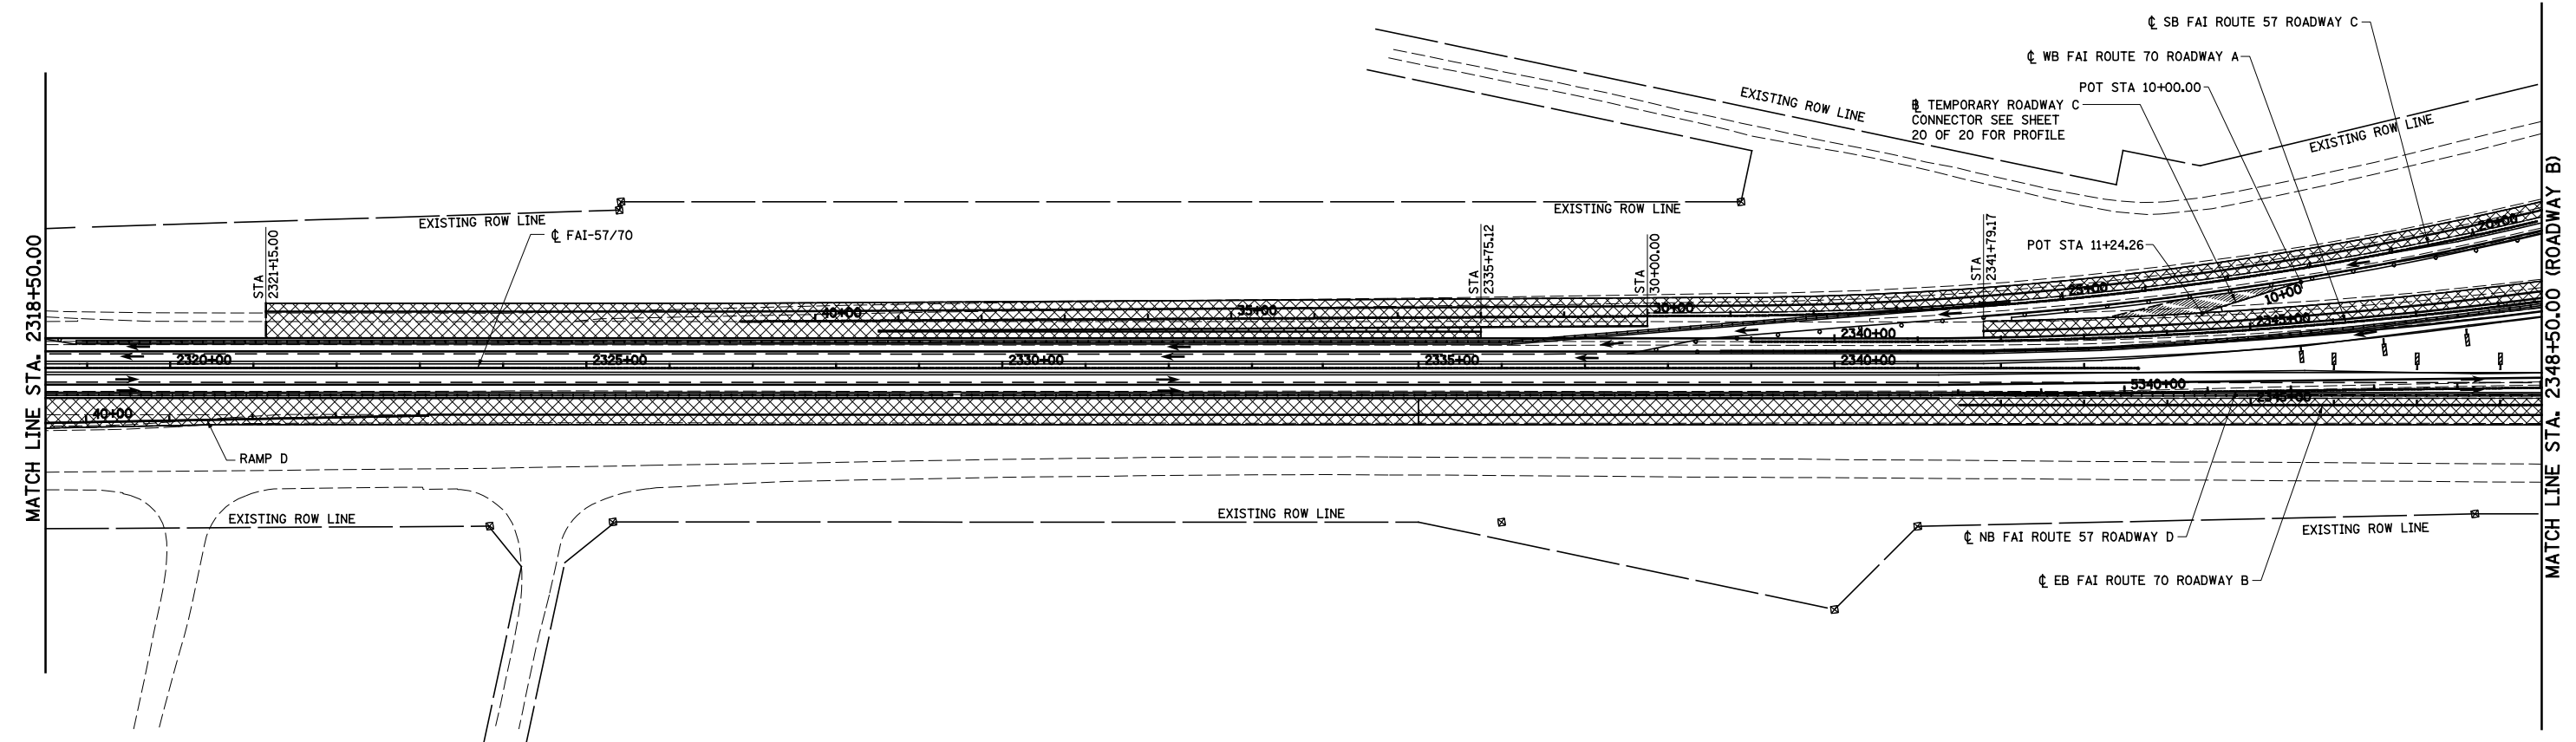 ℄ SB FAI ROUTE 57 ROADWAY C
℄ WB FAI ROUTE 70 ROADWAY A
POT STA 10+00.00
℄ TEMPORARY ROADWAY C
CONNECTOR SEE SHEET
20 OF 20 FOR PROFILE
EXISTING ROW LINE
EXISTING ROW LINE
EXISTING ROW LINE
EXISTING ROW LINE
℄ FAI-57/70
POT STA 11+24.26
MATCH LINE STA. 2318+50.00
STA
2321+15.00
STA
2335+75.12
STA
30+00.00
STA
2341+79.17
MATCH LINE STA. 2348+50.00 (ROADWAY B)
20+00
25+00
10+00
40+00
35+00
30+00
2345+00
2340+00
2320+00
2325+00
2330+00
2335+00
2340+00
5340+00
2345+00
40+00
RAMP D
EXISTING ROW LINE
EXISTING ROW LINE
EXISTING ROW LINE
℄ NB FAI ROUTE 57 ROADWAY D
℄ EB FAI ROUTE 70 ROADWAY B